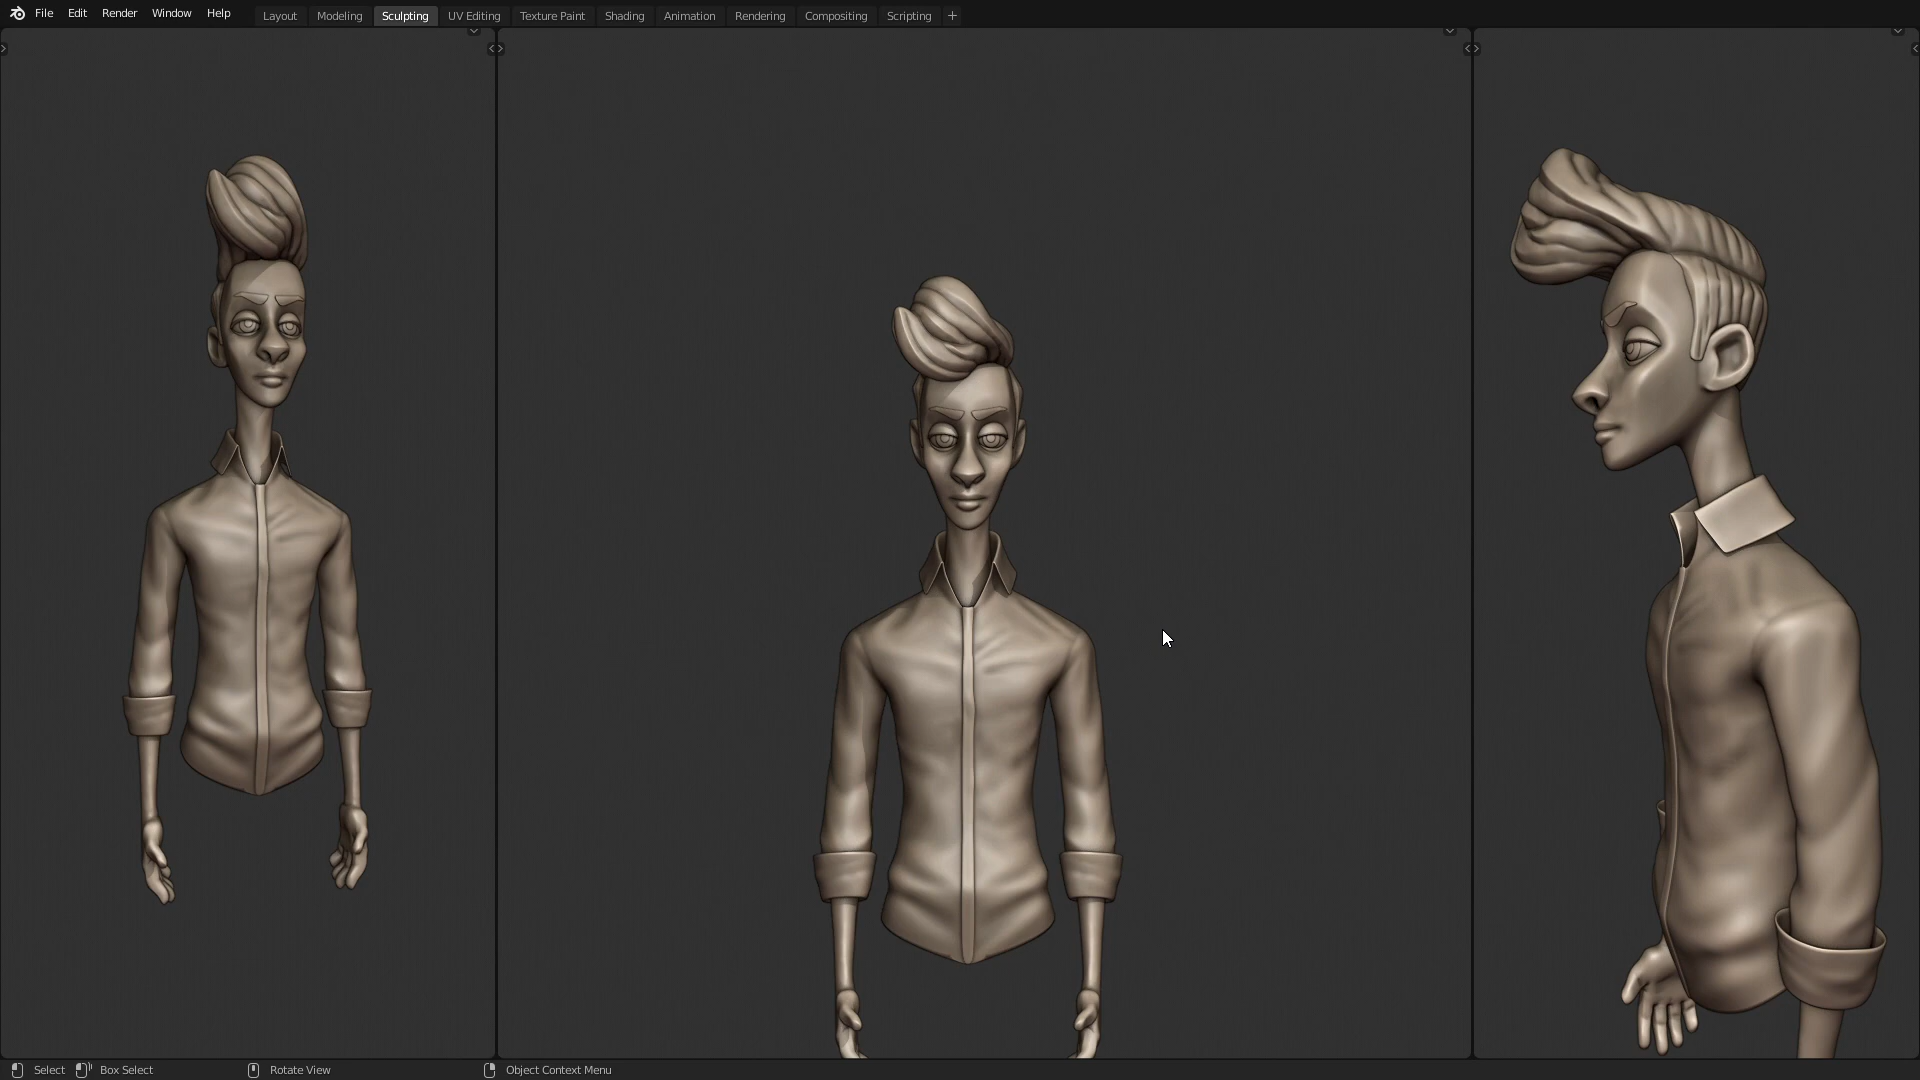 File Edit Render Window Help Layout Modeling Sculpting UV Editing Texture Paint Shading Animation Rendering Compositing Scripting +
Select Box Select Rotate View Object Context Menu